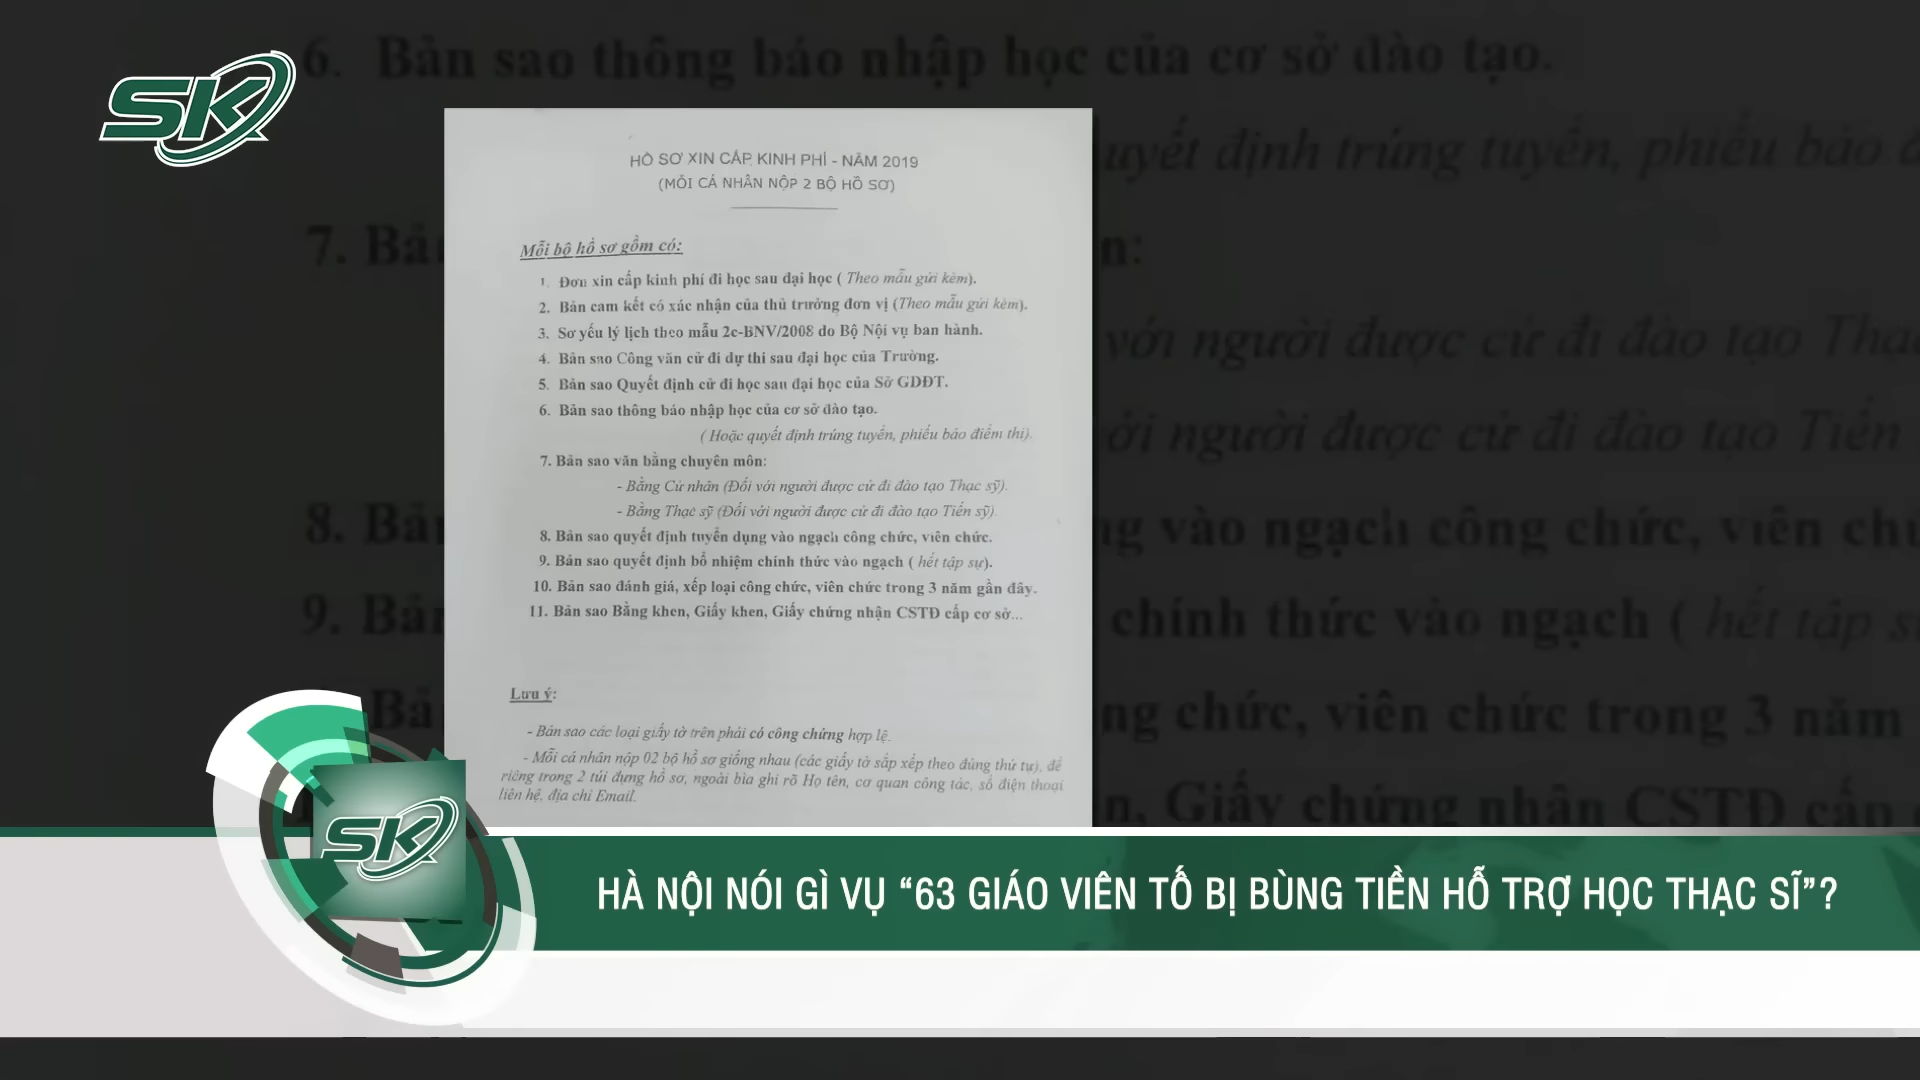 SK
6. Bản sao thông báo nhập học của cơ sở đào tạo.
uyết định trúng tuyển, phiếu báo đ
7. Bả
n:
với người được cử đi đào tạo Thạc
ới người được cử đi đào tạo Tiến
8. Bả
ng vào ngạch công chức, viên ch
9. Bả
chính thức vào ngạch ( hết tập s
Bả
ng chức, viên chức trong 3 năm
n, Giấy chứng nhận CSTĐ cấp
HỒ SƠ XIN CẤP KINH PHÍ - NĂM 2019
(MỖI CÁ NHÂN NỘP 2 BỘ HỒ SƠ)
Mỗi bộ hồ sơ gồm có:
1. Đơn xin cấp kinh phí đi học sau đại học ( Theo mẫu gửi kèm).
2. Bản cam kết có xác nhận của thủ trưởng đơn vị (Theo mẫu gửi kèm).
3. Sơ yếu lý lịch theo mẫu 2c-BNV/2008 do Bộ Nội vụ ban hành.
4. Bản sao Công văn cử đi dự thi sau đại học của Trường.
5. Bản sao Quyết định cử đi học sau đại học của Sở GDĐT.
6. Bản sao thông báo nhập học của cơ sở đào tạo.
( Hoặc quyết định trúng tuyển, phiếu báo điểm thi).
7. Bản sao văn bằng chuyên môn:
- Bằng Cử nhân (Đối với người được cử đi đào tạo Thạc sỹ).
- Bằng Thạc sỹ (Đối với người được cử đi đào tạo Tiến sỹ).
8. Bản sao quyết định tuyển dụng vào ngạch công chức, viên chức.
9. Bản sao quyết định bổ nhiệm chính thức vào ngạch ( hết tập sự).
10. Bản sao đánh giá, xếp loại công chức, viên chức trong 3 năm gần đây.
11. Bản sao Bằng khen, Giấy khen, Giấy chứng nhận CSTĐ cấp cơ sở...
Lưu ý:
- Bản sao các loại giấy tờ trên phải có công chứng hợp lệ.
- Mỗi cá nhân nộp 02 bộ hồ sơ giống nhau (các giấy tờ sắp xếp theo đúng thứ tự), để
riêng trong 2 túi đựng hồ sơ, ngoài bìa ghi rõ Họ tên, cơ quan công tác, số điện thoại
liên hệ, địa chỉ Email.
SK
HÀ NỘI NÓI GÌ VỤ “63 GIÁO VIÊN TỐ BỊ BÙNG TIỀN HỖ TRỢ HỌC THẠC SĨ”?